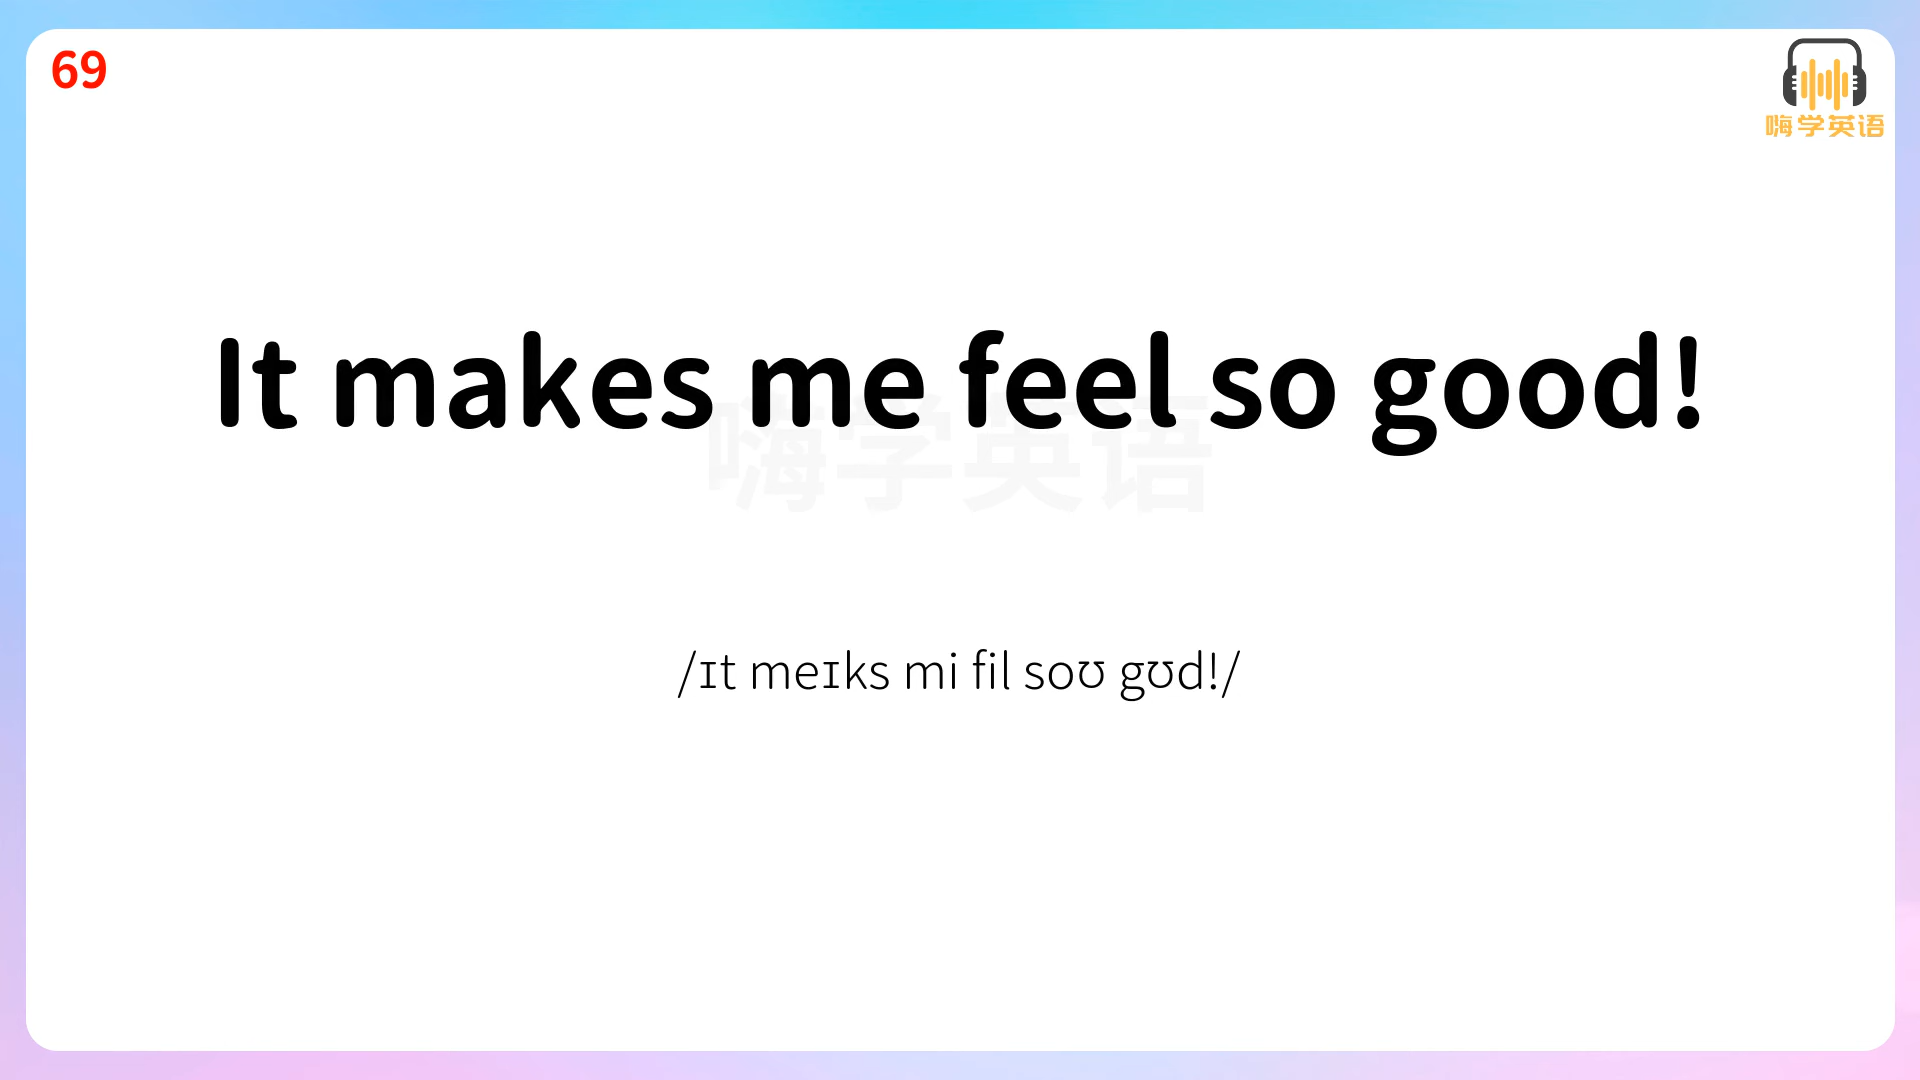 69
嗨学英语
It makes me feel so good!
嗨学英语
/ɪt meɪks mi fil soʊ gʊd!/